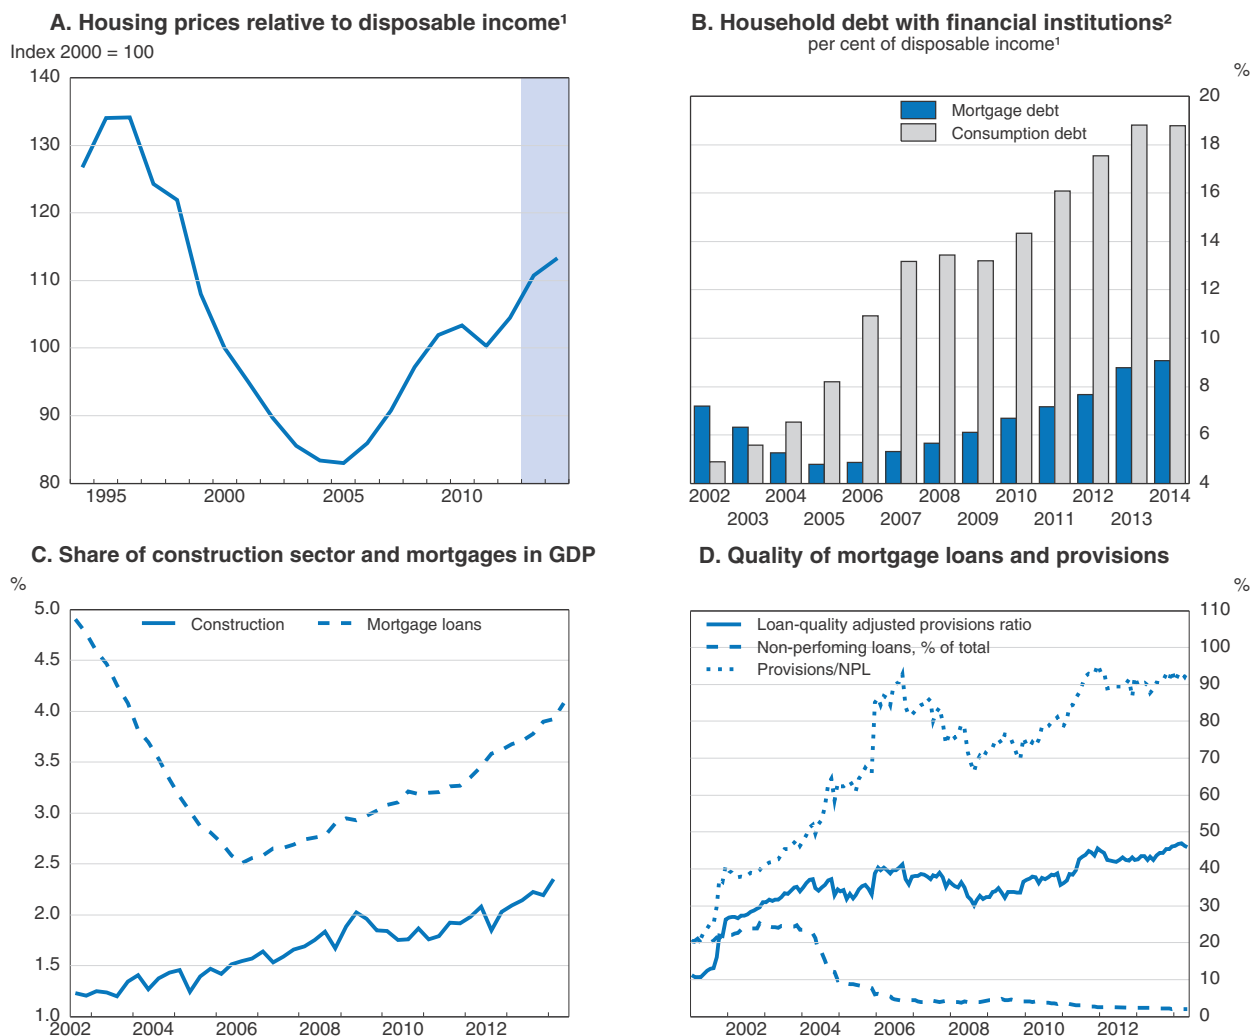 A. Housing prices relative to disposable income¹
Index 2000 = 100
140
130
120
110
100
90
80
1995 2000 2005 2010
B. Household debt with financial institutions²
per cent of disposable income¹
%
Mortgage debt
Consumption debt
20
18
16
14
12
10
8
6
4
2002 2004 2006 2008 2010 2012 2014
2003 2005 2007 2009 2011 2013
C. Share of construction sector and mortgages in GDP
%
Construction Mortgage loans
5.0
4.5
4.0
3.5
3.0
2.5
2.0
1.5
1.0
2002 2004 2006 2008 2010 2012
D. Quality of mortgage loans and provisions
%
Loan-quality adjusted provisions ratio
Non-perfoming loans, % of total
Provisions/NPL
110
100
90
80
70
60
50
40
30
20
10
0
2002 2004 2006 2008 2010 2012